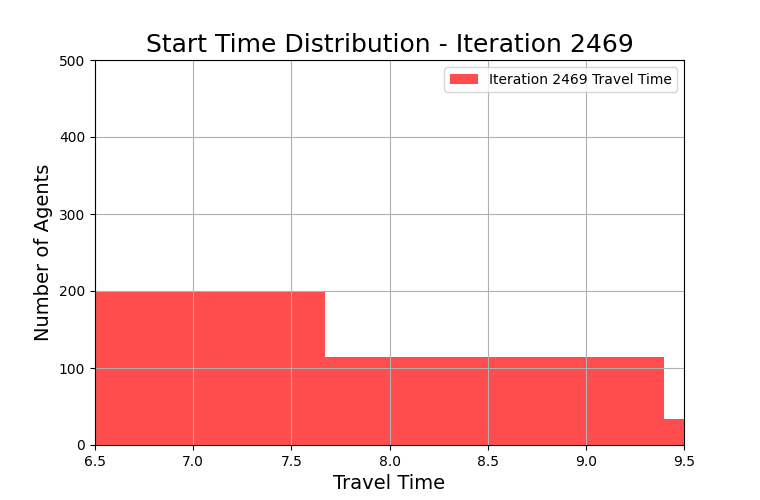 Start Time Distribution - Iteration 2469
500
Iteration 2469 Travel Time
400
300
200
100
0
Number of Agents
6.5 7.0 7.5 8.0 8.5 9.0 9.5
Travel Time